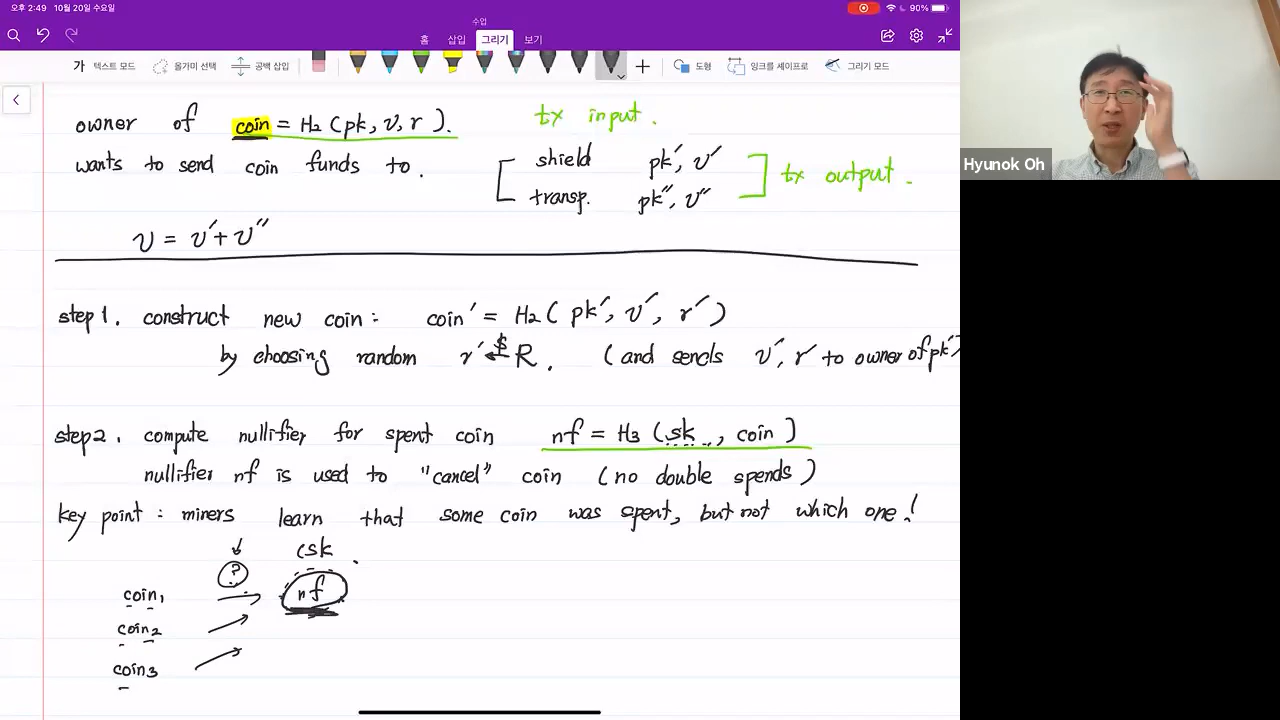 오후 2:49 10월 20일 수요일
90%
수업
홈 삽입 그리기 보기
가 텍스트 모드 올가미 선택 공백 삽입 도형 잉크를 셰이프로 그리기 모드
owner of coin = H₂ (pk, v, r).
tx input.
wants to send coin funds to.
shield pk′, v′
transp. pk″, v″
tx output.
v = v′ + v″
step1. construct new coin: coin′ = H₂ ( pk′, v′, r′ )
by choosing random r′ ←$ R. (and sends v′, r′ to owner of pk′)
step2. compute nullifier for spent coin nf = H₃ (sk, coin)
nullifier nf is used to "cancel" coin (no double spends)
key point: miners learn that some coin was spent, but not which one!
? sk
coin₁ nf
coin₂
coin₃
Hyunok Oh